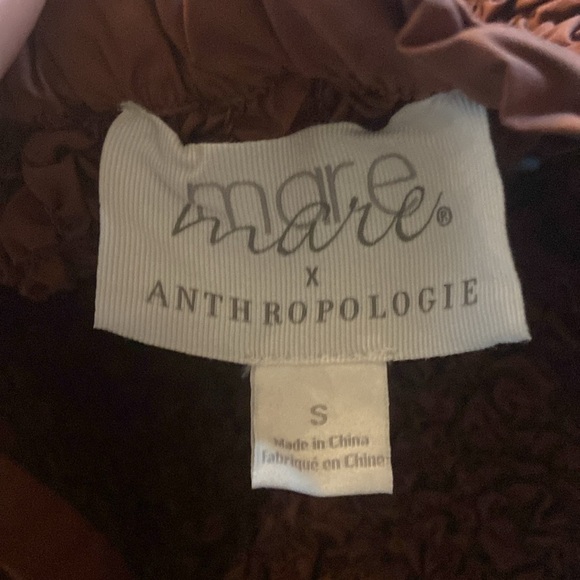 mare
mare®
X
ANTHROPOLOGIE
S
Made in China
fabriqué en Chine